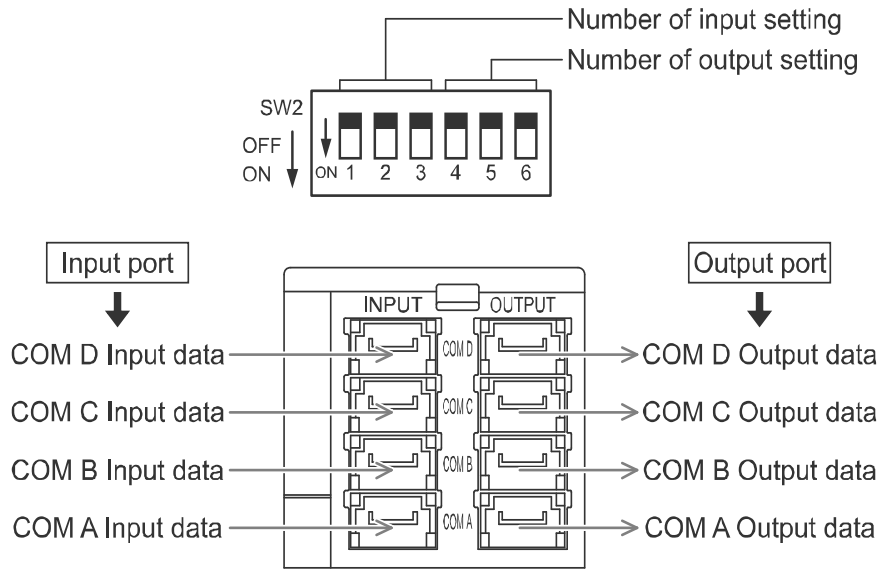 Number of input setting
Number of output setting
SW2
OFF
ON
ON 1 2 3 4 5 6
Input port
Output port
INPUT OUTPUT
COM D Input data COM D COM D Output data
COM C Input data COM C COM C Output data
COM B Input data COM B COM B Output data
COM A Input data COM A COM A Output data